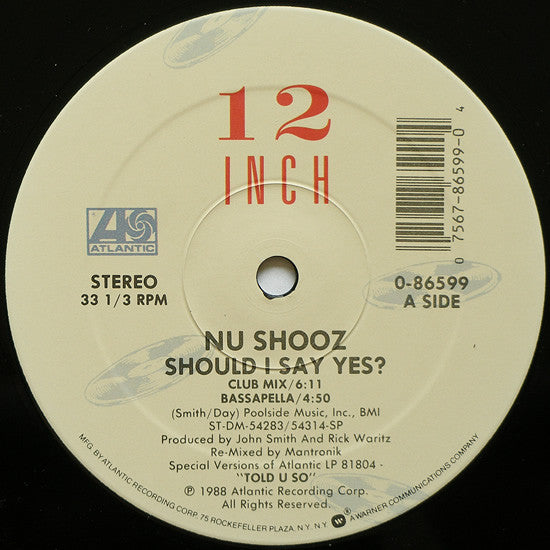 12
INCH
0 7567-86599-0 4
ATLANTIC
STEREO
33 1/3 RPM
0-86599
A SIDE
NU SHOOZ
SHOULD I SAY YES?
CLUB MIX/6:11
BASSAPELLA/4:50
(Smith/Day) Poolside Music, Inc., BMI
ST-DM-54283/54314-SP
Produced by John Smith and Rick Waritz
Re-Mixed by Mantronik
Special Versions of Atlantic LP 81804 -
"TOLD U SO"
℗ 1988 Atlantic Recording Corp.
All Rights Reserved.
MFG. BY ATLANTIC RECORDING CORP. 75 ROCKEFELLER PLAZA, N.Y. N.Y. W A WARNER COMMUNICATIONS COMPANY